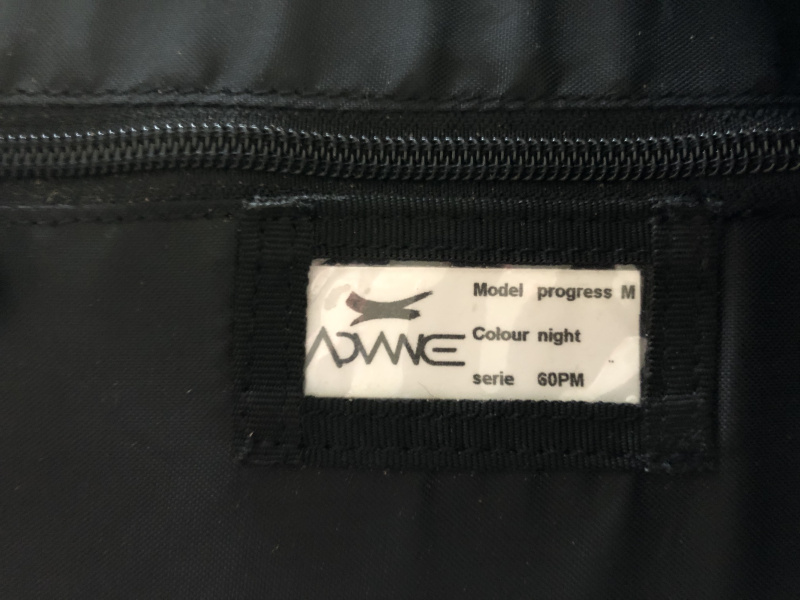 Model progress M
ADVANCE
Colour night
serie 60PM